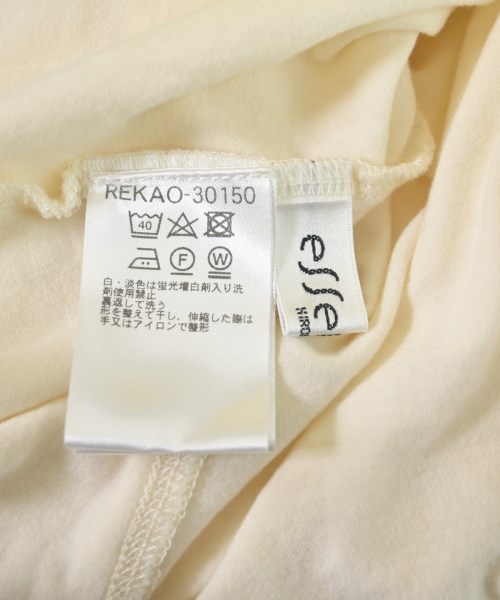 REKAO-30150
40
F W
白・淡色は蛍光増白剤入り洗
剤使用禁止
裏返して洗う
形を整えて干し、伸縮した際は
手又はアイロンで整形
esse